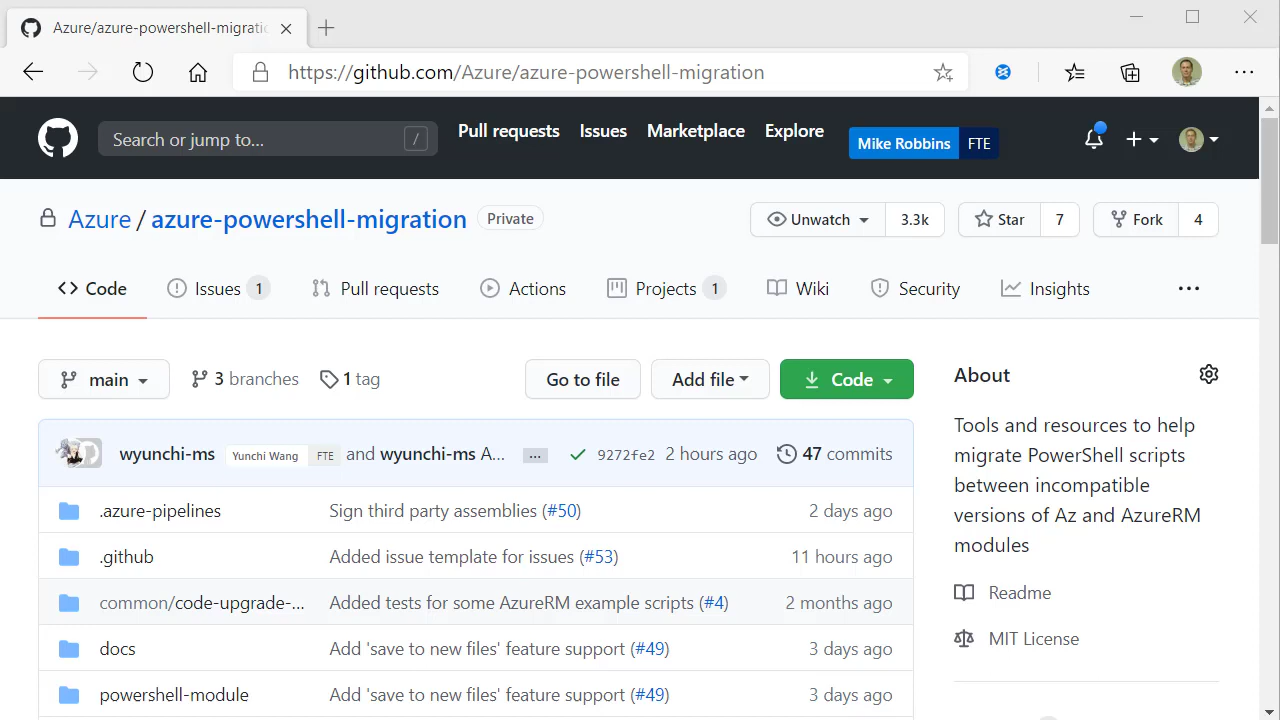 Azure/azure-powershell-migratic
https://github.com/Azure/azure-powershell-migration
Search or jump to... /
Pull requests Issues Marketplace Explore Mike Robbins FTE
Azure / azure-powershell-migration Private
Unwatch 3.3k Star 7 Fork 4
Code Issues 1 Pull requests Actions Projects 1 Wiki Security Insights ...
main 3 branches 1 tag Go to file Add file Code
wyunchi-ms Yunchi Wang FTE and wyunchi-ms A... ... 9272fe2 2 hours ago 47 commits
.azure-pipelines Sign third party assemblies (#50) 2 days ago
.github Added issue template for issues (#53) 11 hours ago
common/code-upgrade-... Added tests for some AzureRM example scripts (#4) 2 months ago
docs Add 'save to new files' feature support (#49) 3 days ago
powershell-module Add 'save to new files' feature support (#49) 3 days ago
About
Tools and resources to help
migrate PowerShell scripts
between incompatible
versions of Az and AzureRM
modules
Readme
MIT License